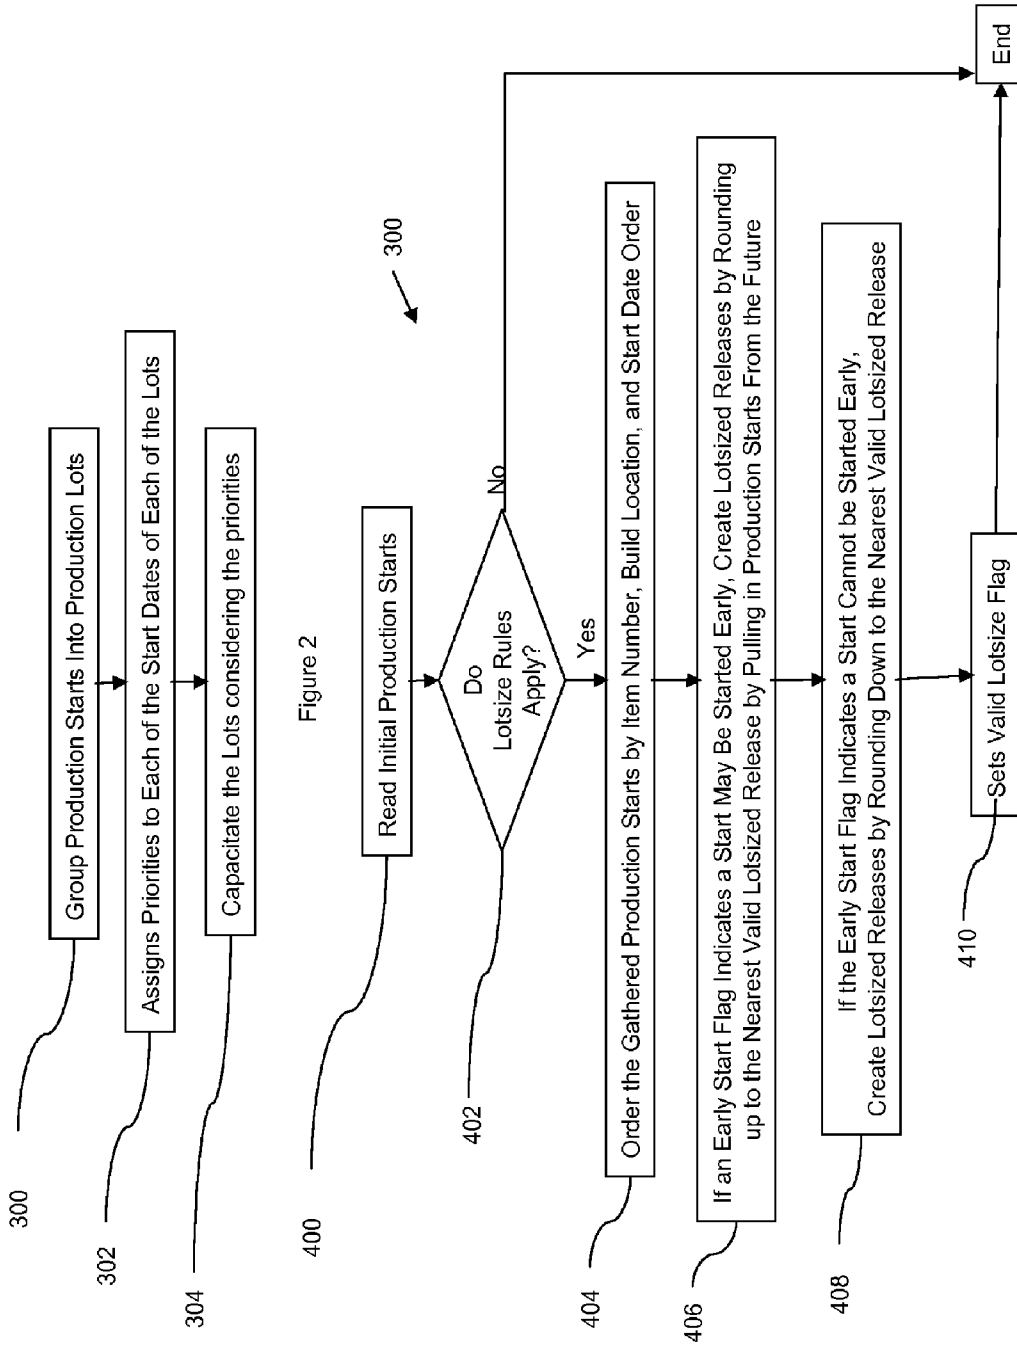 300
Group Production Starts Into Production Lots
302
Assigns Priorities to Each of the Start Dates of Each of the Lots
304
Capacitate the Lots considering the priorities
Figure 2
300
400
Read Initial Production Starts
402
Do
Lotsize Rules
Apply?
No
Yes
404
Order the Gathered Production Starts by Item Number, Build Location, and Start Date Order
406
If an Early Start Flag Indicates a Start May Be Started Early, Create Lotsized Releases by Rounding
up to the Nearest Valid Lotsized Release by Pulling in Production Starts From the Future
408
If the Early Start Flag Indicates a Start Cannot be Started Early,
Create Lotsized Releases by Rounding Down to the Nearest Valid Lotsized Release
410
Sets Valid Lotsize Flag
End